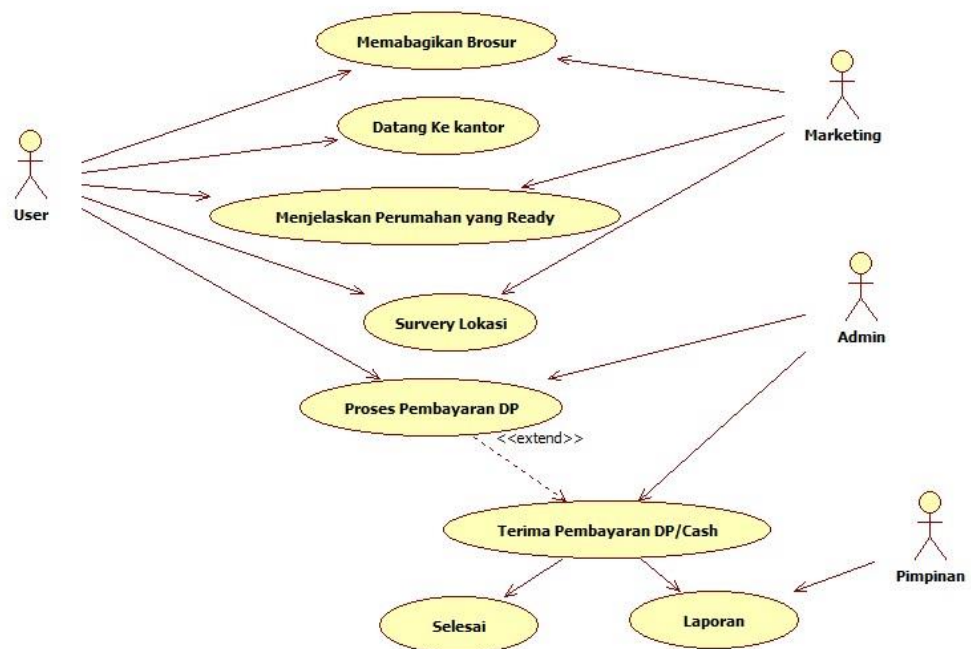 Memabagikan Brosur
Datang Ke kantor
Marketing
User
Menjelaskan Perumahan yang Ready
Survery Lokasi
Admin
Proses Pembayaran DP
<<extend>>
Terima Pembayaran DP/Cash
Pimpinan
Selesai
Laporan